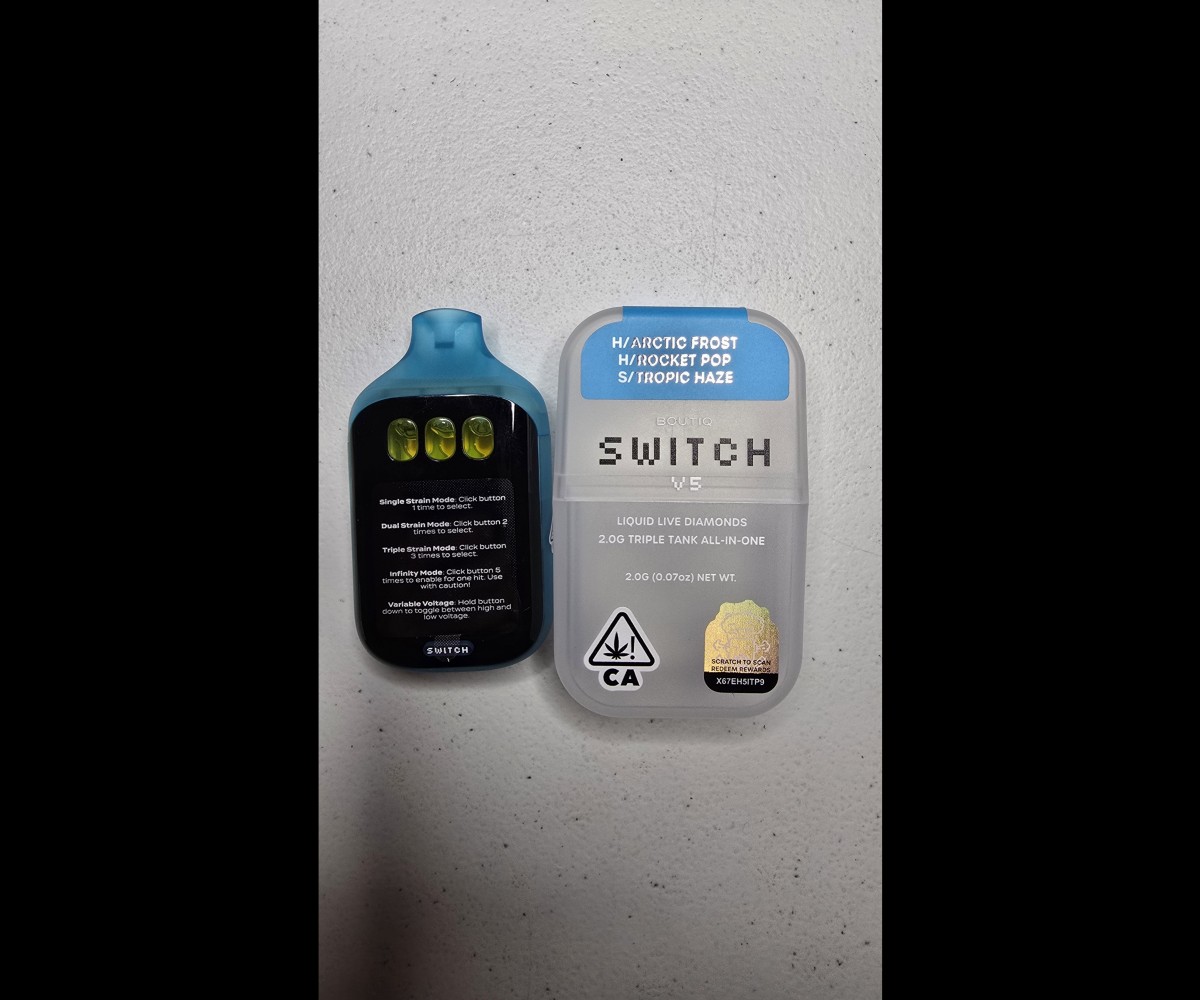 Single Strain Mode: Click button
1 time to select.
Dual Strain Mode: Click button 2
times to select.
Triple Strain Mode: Click button
3 times to select.
Infinity Mode: Click button 5
times to enable for one hit. Use
with caution!
Variable Voltage: Hold button
down to toggle between high and
low voltage.
SWITCH
H/ARCTIC FROST
H/ROCKET POP
S/TROPIC HAZE
BOUTIQ
SWITCH
V5
LIQUID LIVE DIAMONDS
2.0G TRIPLE TANK ALL-IN-ONE
2.0G (0.07oz) NET WT.
!
CA
SCRATCH TO SCAN
REDEEM REWARDS
X67EH5ITP9